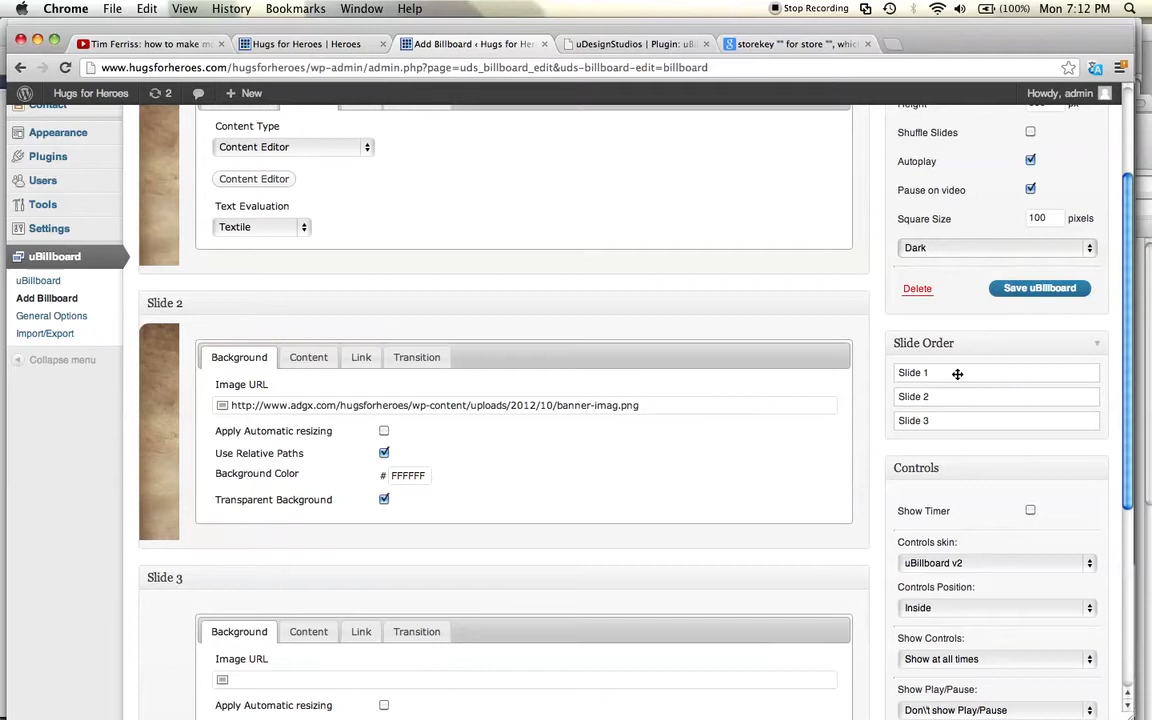 Chrome File Edit View History Bookmarks Window Help Stop Recording (100%) Mon 7:12 PM
Tim Ferriss: how to make m Hugs for Heroes | Heroes Add Billboard ‹ Hugs for He uDesignStudios | Plugin: uBi storekey "" for store "", whic
www.hugsforheroes.com/hugsforheroes/wp-admin/admin.php?page=uds_billboard_edit&uds-billboard-edit=billboard
Hugs for Heroes 2 + New Howdy, admin
Contact
Appearance
Plugins
Users
Tools
Settings
uBillboard
uBillboard
Add Billboard
General Options
Import/Export
Collapse menu
Content Type
Content Editor
Content Editor
Text Evaluation
Textile
Slide 2
Background Content Link Transition
Image URL
http://www.adgx.com/hugsforheroes/wp-content/uploads/2012/10/banner-imag.png
Apply Automatic resizing
Use Relative Paths
Background Color # FFFFFF
Transparent Background
Slide 3
Background Content Link Transition
Image URL
Apply Automatic resizing
Height px
Shuffle Slides
Autoplay
Pause on video
Square Size 100 pixels
Dark
Delete Save uBillboard
Slide Order
Slide 1
Slide 2
Slide 3
Controls
Show Timer
Controls skin:
uBillboard v2
Controls Position:
Inside
Show Controls:
Show at all times
Show Play/Pause:
Don\'t show Play/Pause